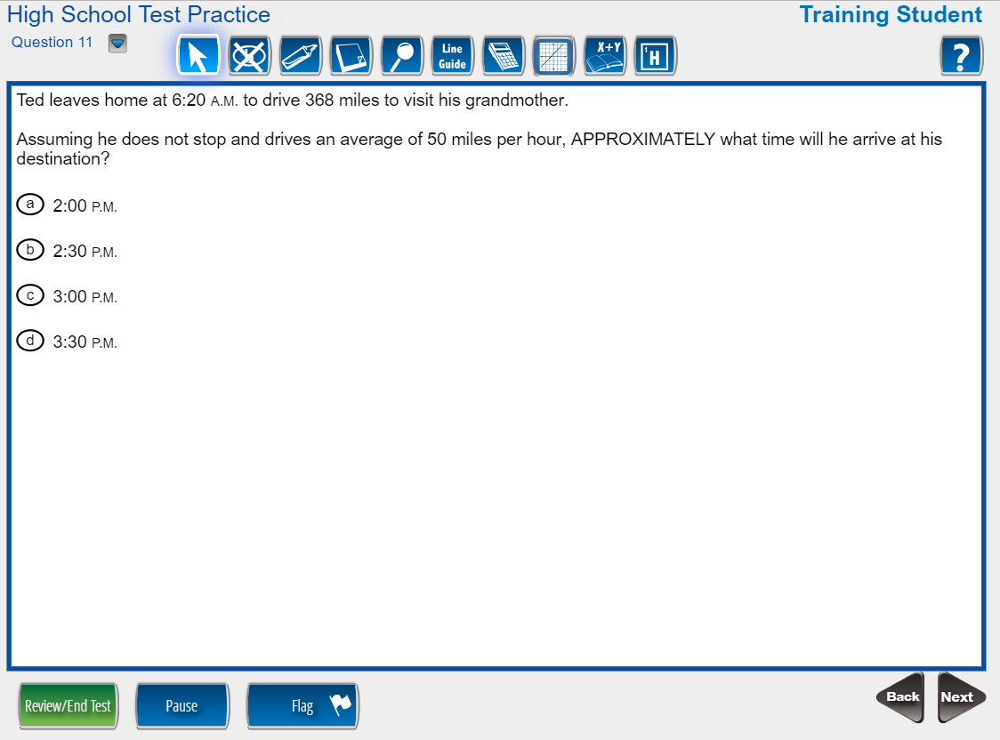 High School Test Practice
Training Student
Question 11
Line
Guide
X+Y
H
?
Ted leaves home at 6:20 A.M. to drive 368 miles to visit his grandmother.
Assuming he does not stop and drives an average of 50 miles per hour, APPROXIMATELY what time will he arrive at his
destination?
a 2:00 P.M.
b 2:30 P.M.
c 3:00 P.M.
d 3:30 P.M.
Review/End Test
Pause
Flag
Back
Next